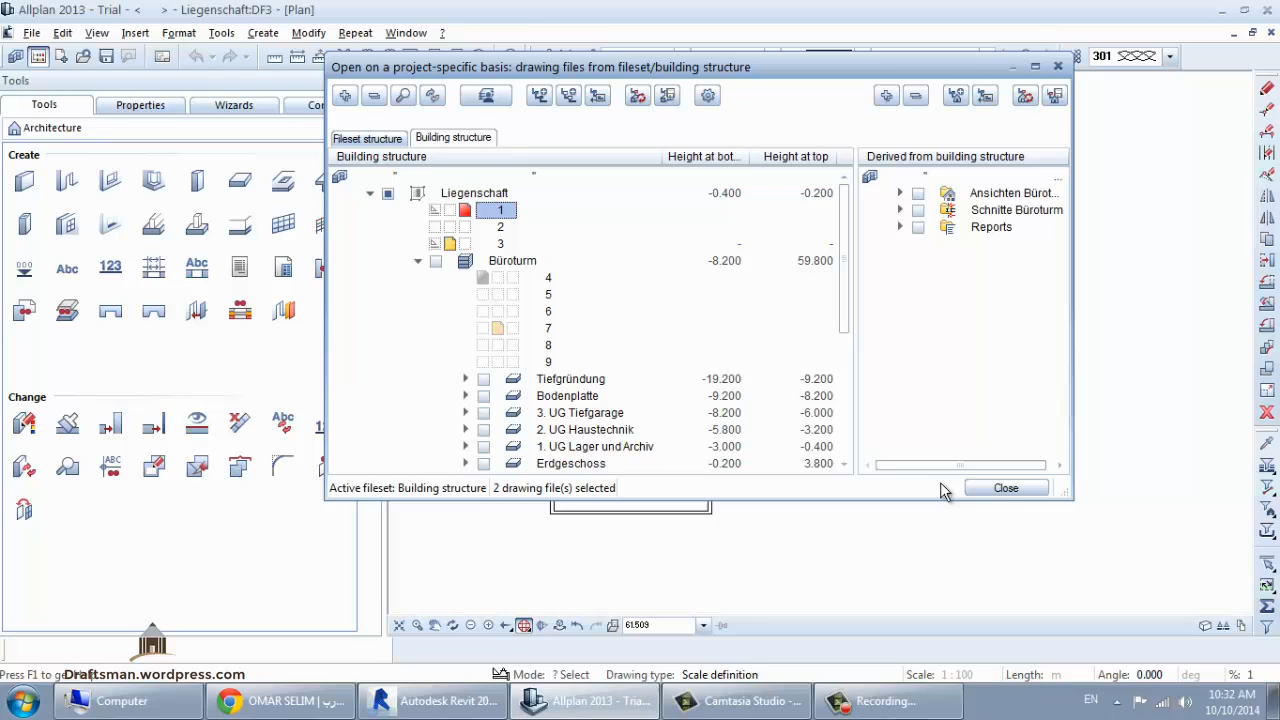 Allplan 2013 - Trial - < > - Liegenschaft:DF3 - [Plan]
File Edit View Insert Format Tools Create Modify Repeat Window ?
301
Tools
Tools Properties Wizards
Architecture
Create
Abc 123 Abc
Change
Abc
ABC
Open on a project-specific basis: drawing files from fileset/building structure
Fileset structure Building structure
Building structure Height at bot... Height at top Derived from building structure
" " " ...
Liegenschaft -0.400 -0.200 Ansichten Bürot...
1 Schnitte Büroturm
2 Reports
3 - -
Büroturm -8.200 59.800
4
5
6
7
8
9
Tiefgründung -19.200 -9.200
Bodenplatte -9.200 -8.200
3. UG Tiefgarage -8.200 -6.000
2. UG Haustechnik -5.800 -3.200
1. UG Lager und Archiv -3.000 -0.400
Erdgeschoss -0.200 3.800
Active fileset: Building structure 2 drawing file(s) selected Close
61.509
Press F1 to ge
Draftsman.wordpress.com
Mode: ? Select Drawing type: Scale definition Scale: 1 : 100 Length: m Angle: 0.000 deg %: 1
Computer OMAR SELIM | رب... Autodesk Revit 20... Allplan 2013 - Tria... Camtasia Studio -... Recording... EN 10:32 AM
10/10/2014